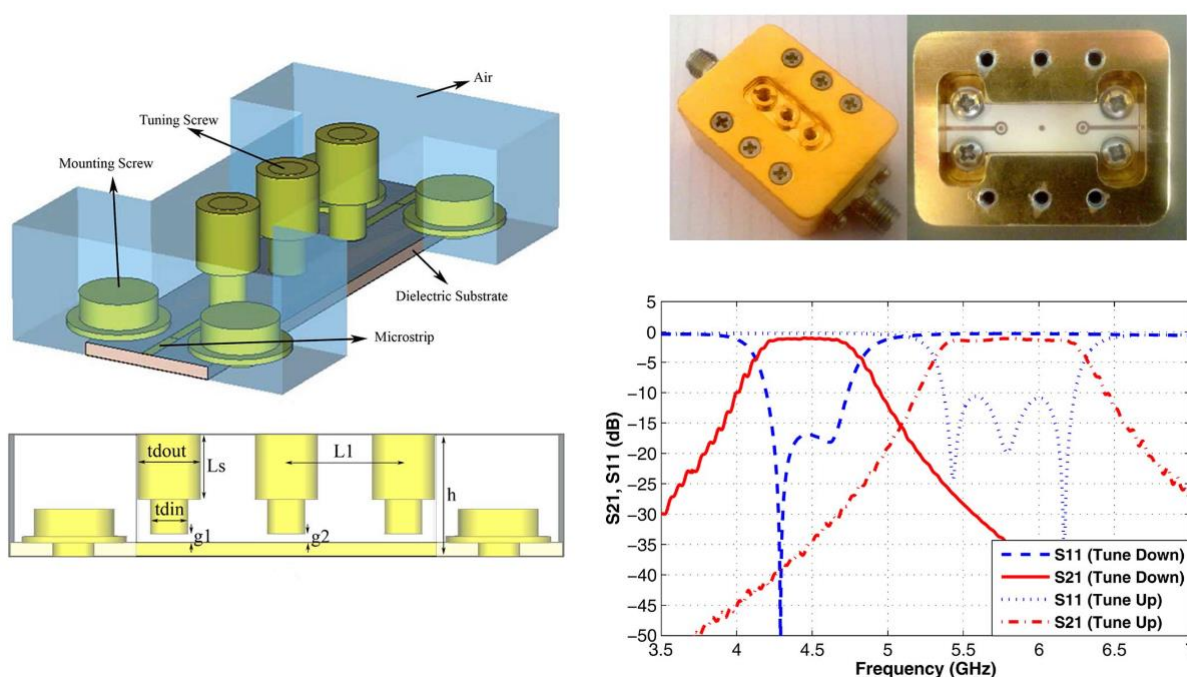 Air
Tuning Screw
Mounting Screw
Dielectric Substrate
Microstrip
tdout
Ls
L1
h
tdin
g1
g2
5
0
−5
−10
−15
−20
−25
−30
−35
−40
−45
−50
S21, S11 (dB)
3.5
4
4.5
5
5.5
6
6.5
7
Frequency (GHz)
S11 (Tune Down)
S21 (Tune Down)
S11 (Tune Up)
S21 (Tune Up)